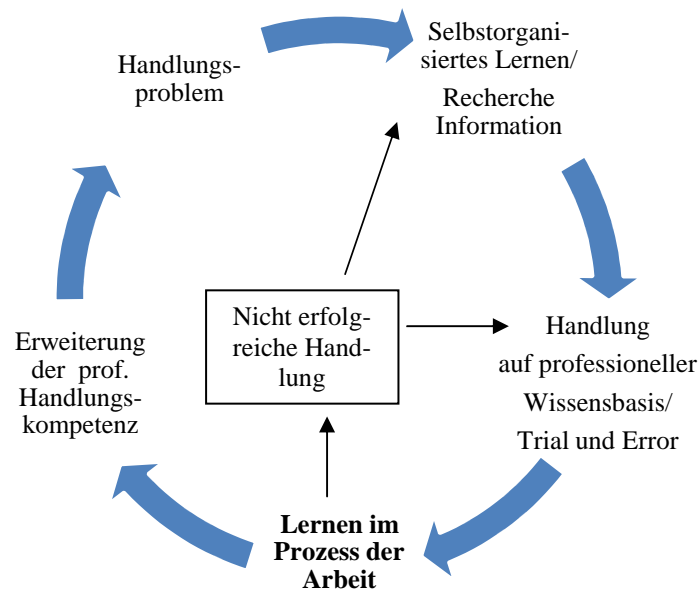 Handlungs-
problem
Selbstorgani-
siertes Lernen/
Recherche
Information
Handlung
auf professioneller
Wissensbasis/
Trial und Error
Lernen im
Prozess der
Arbeit
Erweiterung
der prof.
Handlungs-
kompetenz
Nicht erfolg-
reiche Hand-
lung